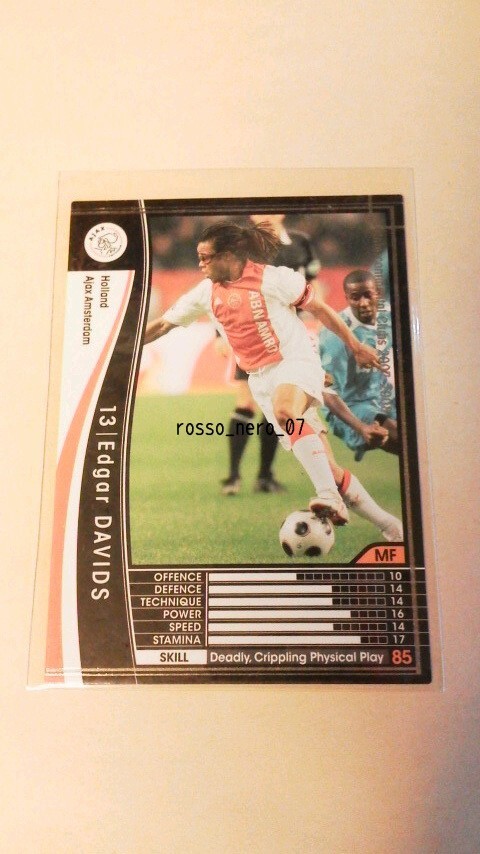 AJAX
Holland
Ajax Amsterdam
13 | Edgar DAVIDS
ABN AMRO
rosso_nero_07
MF
OFFENCE 10
DEFENCE 14
TECHNIQUE 14
POWER 16
SPEED 14
STAMINA 17
SKILL Deadly, Crippling Physical Play 85